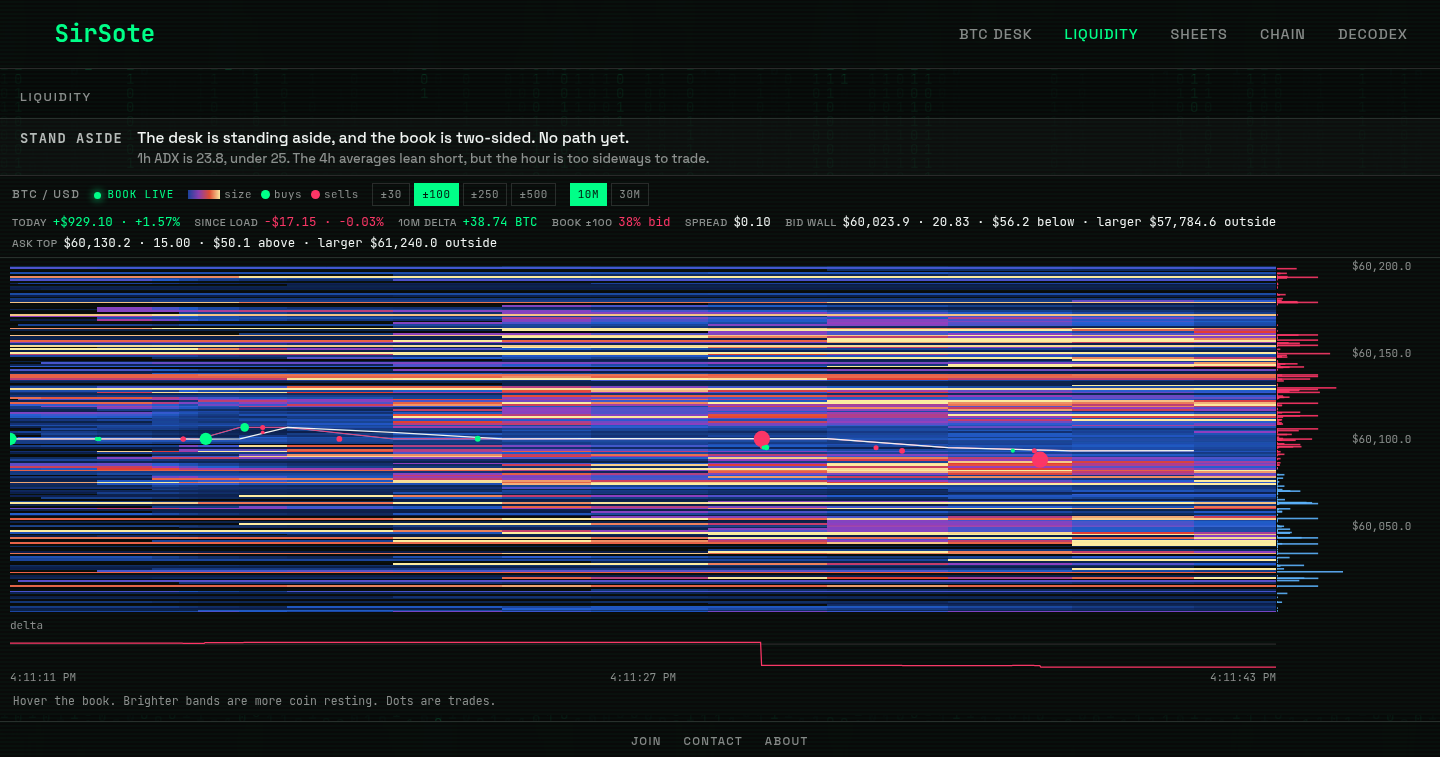 SirSote
BTC DESK LIQUIDITY SHEETS CHAIN DECODEX
LIQUIDITY
STAND ASIDE The desk is standing aside, and the book is two-sided. No path yet.
1h ADX is 23.8, under 25. The 4h averages lean short, but the hour is too sideways to trade.
BTC / USD BOOK LIVE size buys sells ±30 ±100 ±250 ±500 10M 30M
TODAY +$929.10 · +1.57% SINCE LOAD -$17.15 · -0.03% 10M DELTA +38.74 BTC BOOK ±100 38% bid SPREAD $0.10 BID WALL $60,023.9 · 20.83 · $56.2 below · larger $57,784.6 outside
ASK TOP $60,130.2 · 15.00 · $50.1 above · larger $61,240.0 outside
$60,200.0
$60,150.0
$60,100.0
$60,050.0
delta
4:11:11 PM 4:11:27 PM 4:11:43 PM
Hover the book. Brighter bands are more coin resting. Dots are trades.
JOIN CONTACT ABOUT